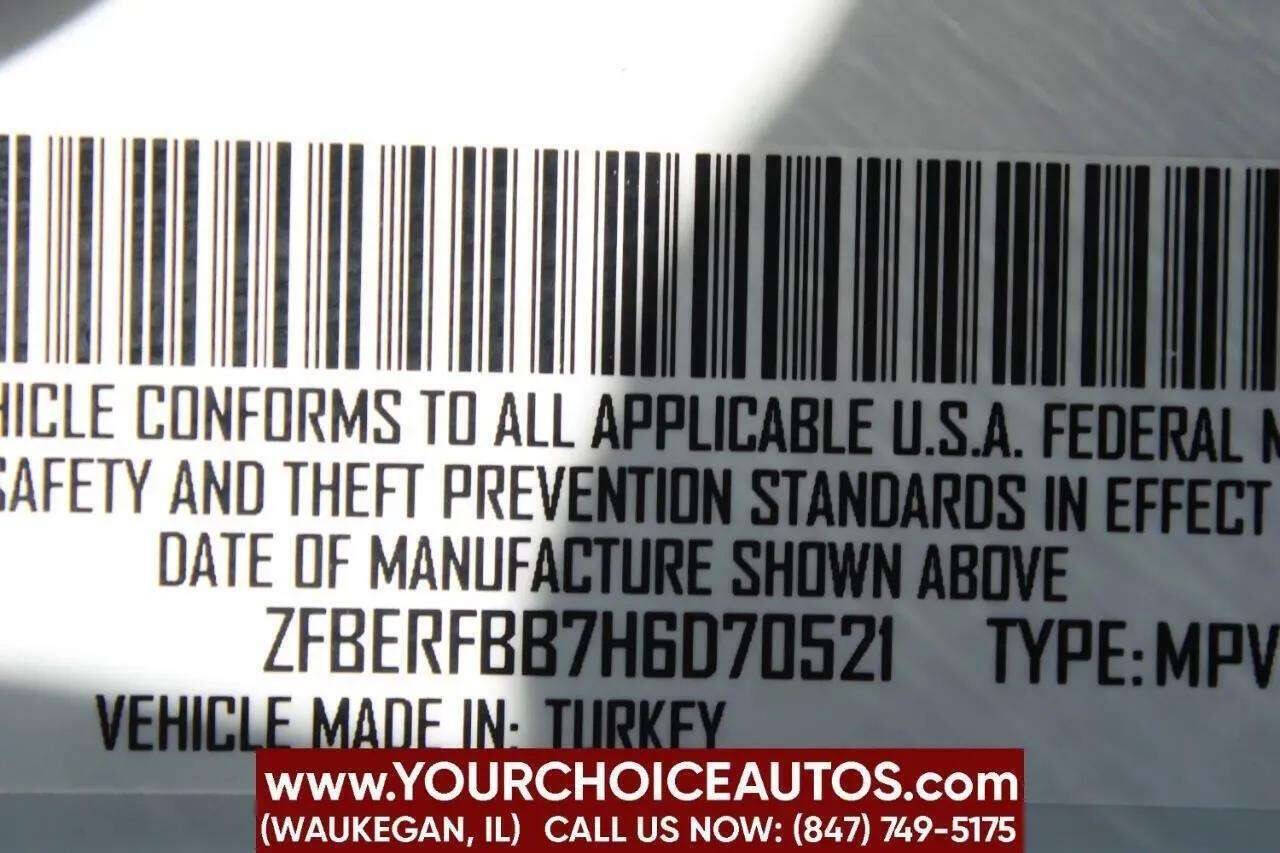 HICLE CONFORMS TO ALL APPLICABLE U.S.A. FEDERAL M
SAFETY AND THEFT PREVENTION STANDARDS IN EFFECT
DATE OF MANUFACTURE SHOWN ABOVE
ZFBERFBB7H6D70521 TYPE: MPV
VEHICLE MADE IN: TURKEY
www.YOURCHOICEAUTOS.com
(WAUKEGAN, IL) CALL US NOW: (847) 749-5175